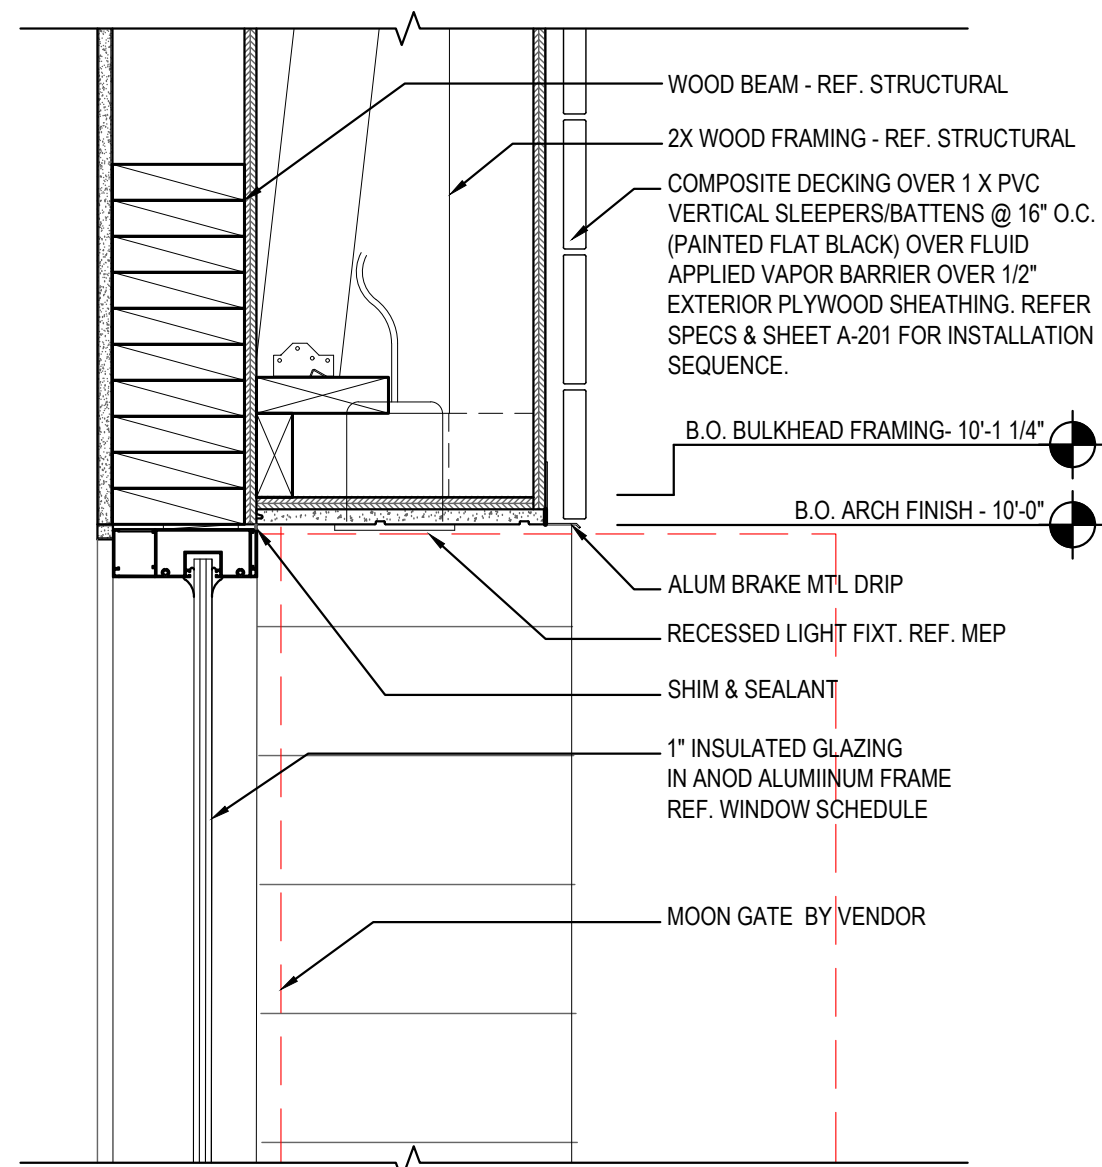 WOOD BEAM - REF. STRUCTURAL
2X WOOD FRAMING - REF. STRUCTURAL
COMPOSITE DECKING OVER 1 X PVC
VERTICAL SLEEPERS/BATTENS @ 16" O.C.
(PAINTED FLAT BLACK) OVER FLUID
APPLIED VAPOR BARRIER OVER 1/2"
EXTERIOR PLYWOOD SHEATHING. REFER
SPECS & SHEET A-201 FOR INSTALLATION
SEQUENCE.
B.O. BULKHEAD FRAMING- 10'-1 1/4"
B.O. ARCH FINISH - 10'-0"
ALUM BRAKE MTL DRIP
RECESSED LIGHT FIXT. REF. MEP
SHIM & SEALANT
1" INSULATED GLAZING
IN ANOD ALUMIINUM FRAME
REF. WINDOW SCHEDULE
MOON GATE BY VENDOR